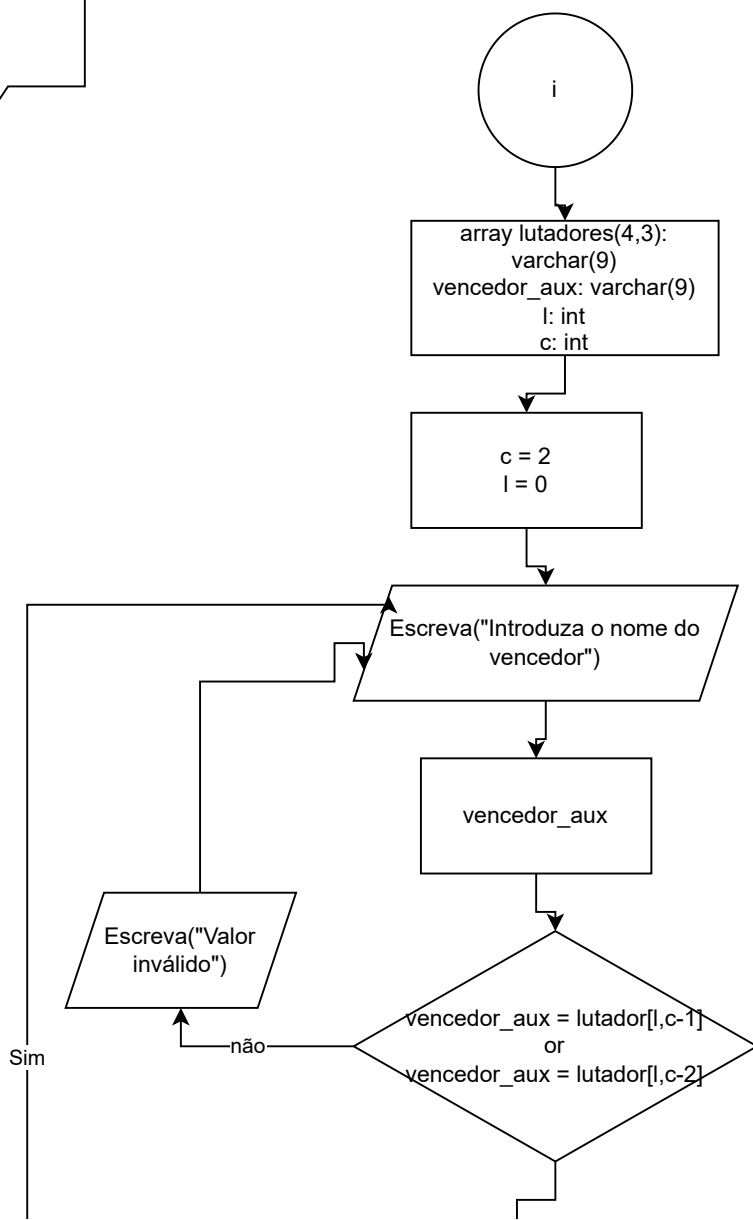 i
array lutadores(4,3):
varchar(9)
vencedor_aux: varchar(9)
l: int
c: int
c = 2
l = 0
Escreva("Introduza o nome do
vencedor")
vencedor_aux
Escreva("Valor
inválido")
vencedor_aux = lutador[l,c-1]
or
vencedor_aux = lutador[l,c-2]
não
Sim